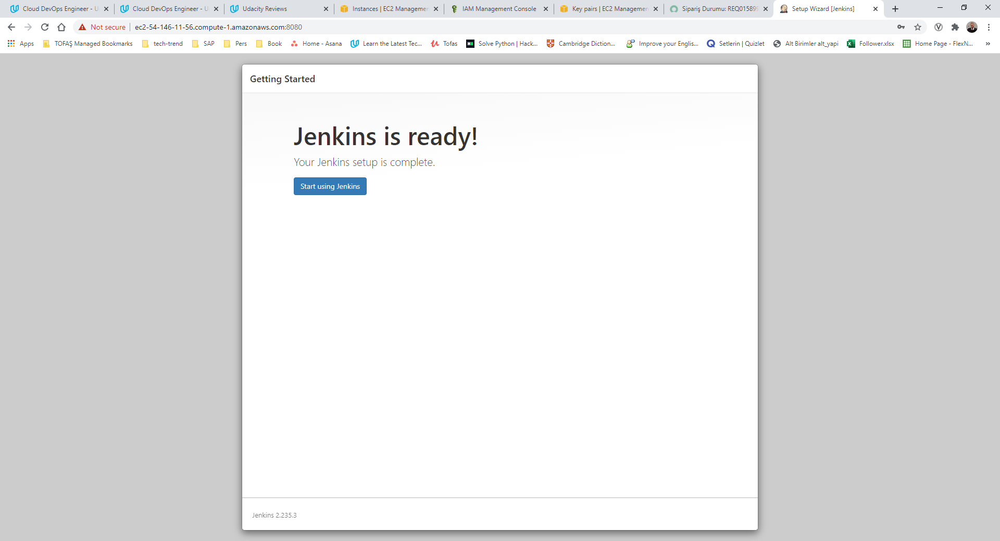 Cloud DevOps Engineer - U
Cloud DevOps Engineer - U
Udacity Reviews
Instances | EC2 Managemen
IAM Management Console
Key pairs | EC2 Managemen
Sipariş Durumu: REQ015899
Setup Wizard [Jenkins]
Not secure
ec2-54-146-11-56.compute-1.amazonaws.com:8080
Apps
TOFAŞ Managed Bookmarks
tech-trend
SAP
Pers
Book
Home - Asana
Learn the Latest Tec...
Tofas
Solve Python | Hack...
Cambridge Diction...
Improve your Englis...
Setlerin | Quizlet
Alt Birimler alt_yapi
Follower.xlsx
Home Page - FlexN...
»
Getting Started
Jenkins is ready!
Your Jenkins setup is complete.
Start using Jenkins
Jenkins 2.235.3